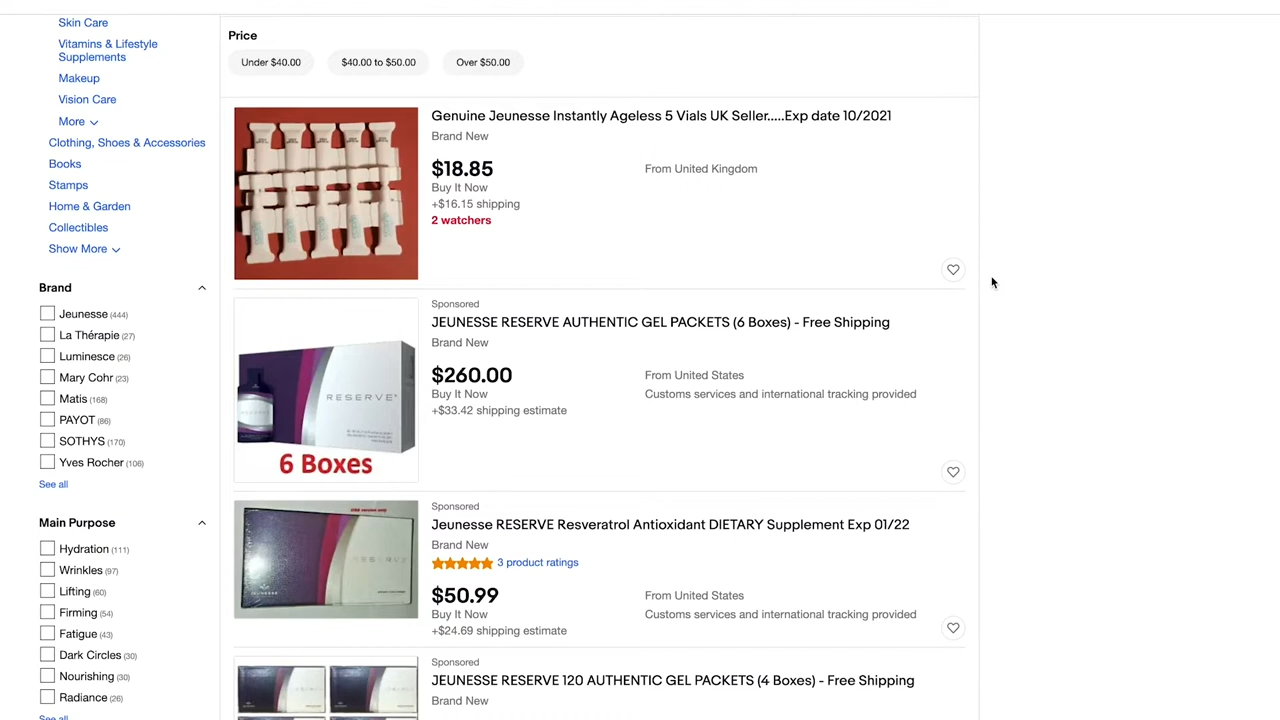 Skin Care
Vitamins & Lifestyle
Supplements
Makeup
Vision Care
More
Clothing, Shoes & Accessories
Books
Stamps
Home & Garden
Collectibles
Show More
Brand
Jeunesse (444)
La Thérapie (27)
Luminesce (26)
Mary Cohr (23)
Matis (168)
PAYOT (86)
SOTHYS (170)
Yves Rocher (106)
See all
Main Purpose
Hydration (111)
Wrinkles (97)
Lifting (60)
Firming (54)
Fatigue (43)
Dark Circles (30)
Nourishing (30)
Radiance (26)
See all
Price
Under $40.00
$40.00 to $50.00
Over $50.00
Genuine Jeunesse Instantly Ageless 5 Vials UK Seller.....Exp date 10/2021
Brand New
$18.85
From United Kingdom
Buy It Now
+$16.15 shipping
2 watchers
RESERVE
6 Boxes
Sponsored
JEUNESSE RESERVE AUTHENTIC GEL PACKETS (6 Boxes) - Free Shipping
Brand New
$260.00
From United States
Buy It Now
Customs services and international tracking provided
+$33.42 shipping estimate
RESERVE
Sponsored
Jeunesse RESERVE Resveratrol Antioxidant DIETARY Supplement Exp 01/22
Brand New
3 product ratings
$50.99
From United States
Buy It Now
Customs services and international tracking provided
+$24.69 shipping estimate
Sponsored
JEUNESSE RESERVE 120 AUTHENTIC GEL PACKETS (4 Boxes) - Free Shipping
Brand New